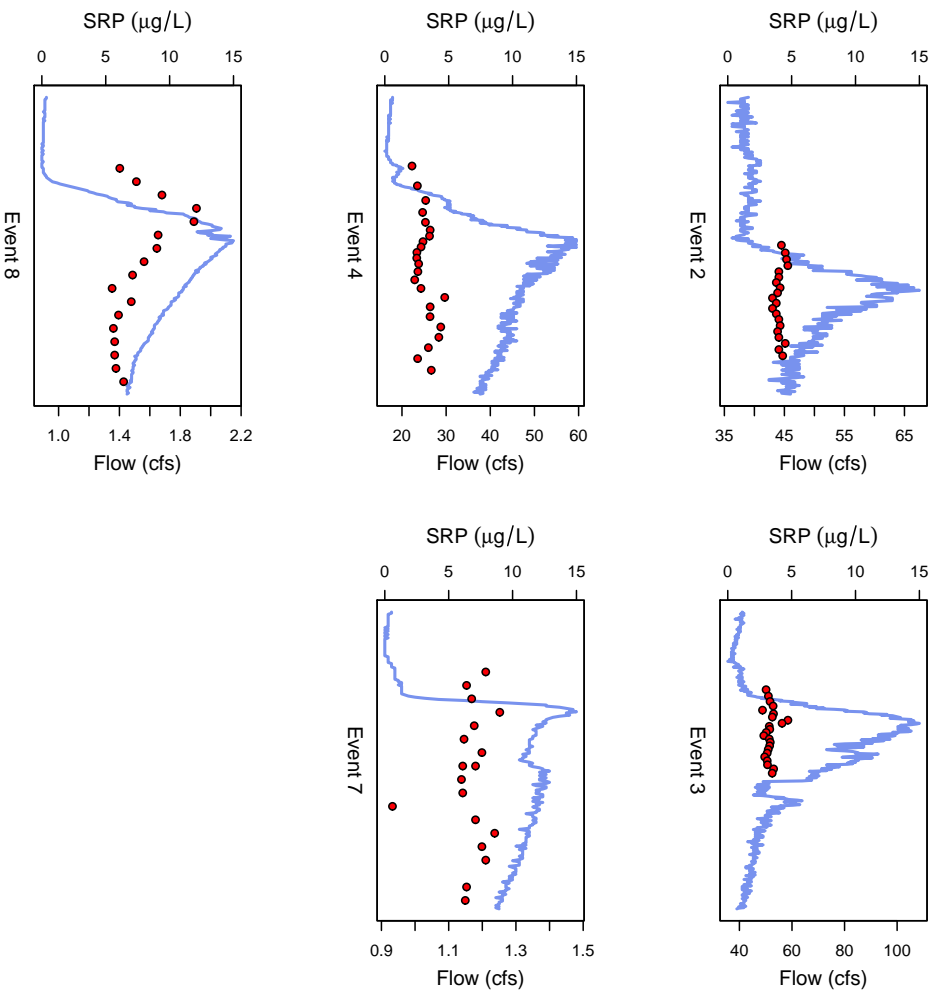 SRP (μg/L)
0 5 10 15
Event 8
1.0 1.4 1.8 2.2
Flow (cfs)
SRP (μg/L)
0 5 10 15
Event 4
20 30 40 50 60
Flow (cfs)
SRP (μg/L)
0 5 10 15
Event 2
35 45 55 65
Flow (cfs)
SRP (μg/L)
0 5 10 15
Event 7
0.9 1.1 1.3 1.5
Flow (cfs)
SRP (μg/L)
0 5 10 15
Event 3
40 60 80 100
Flow (cfs)